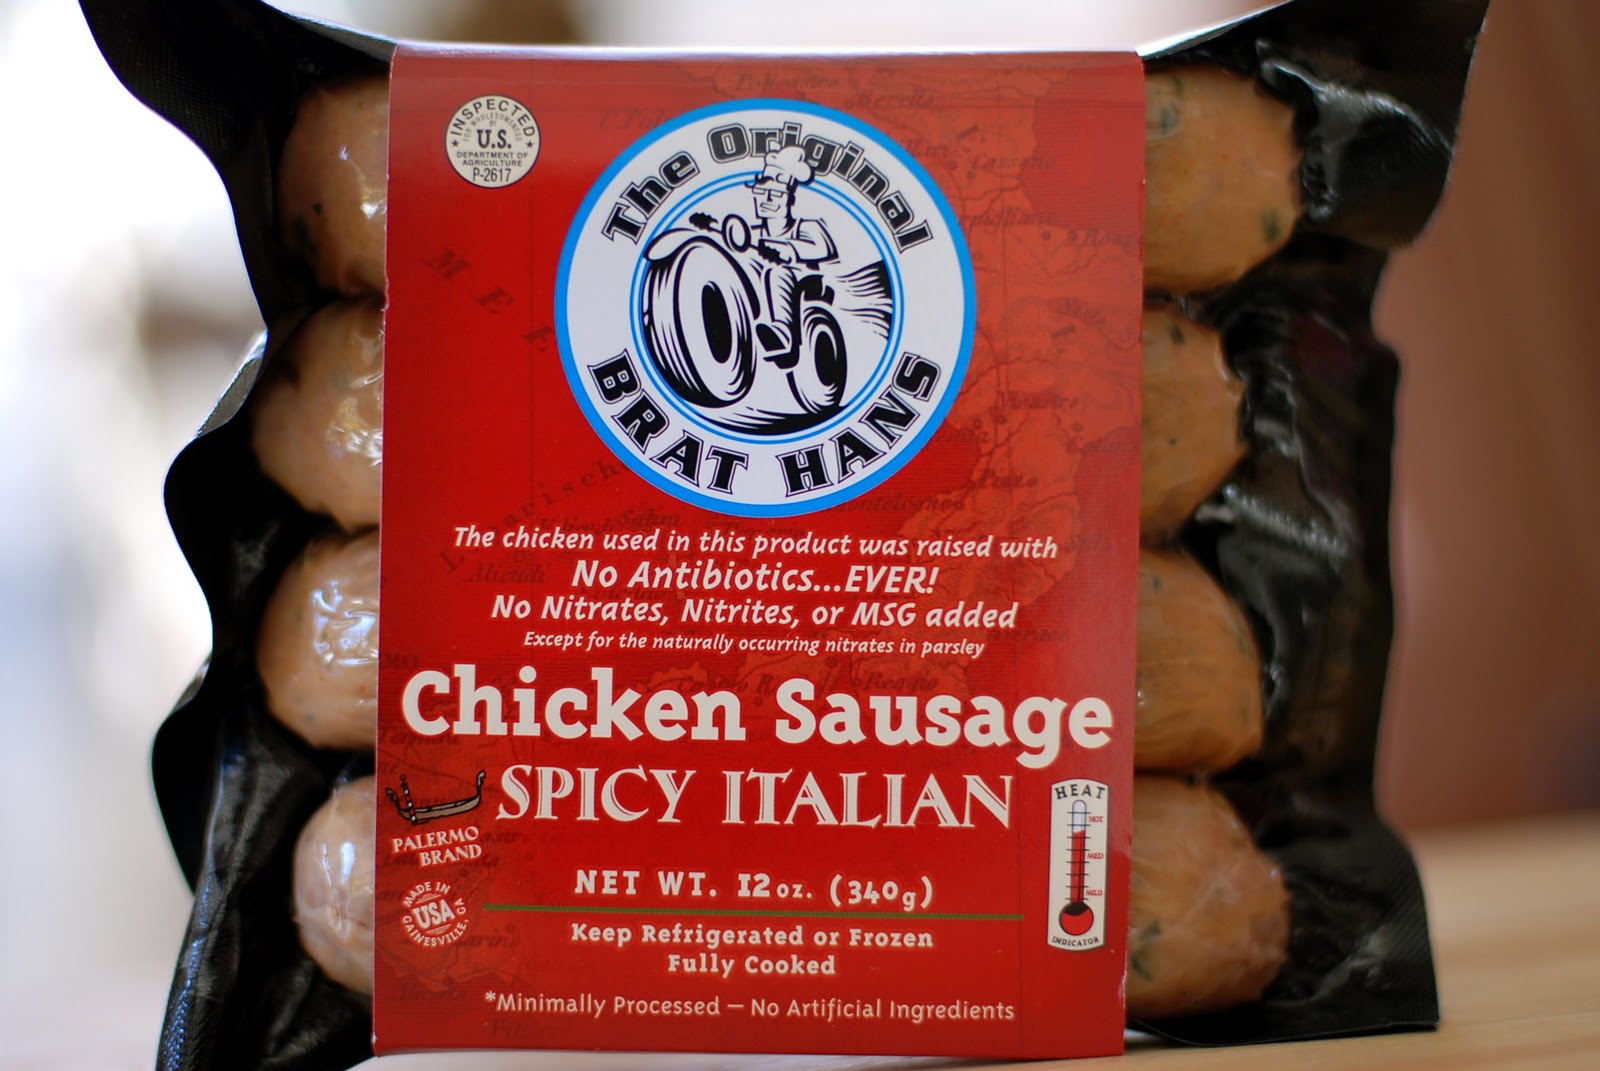 INSPECTED
FOR WHOLESOMENESS
BY
U.S.
DEPARTMENT OF
AGRICULTURE
P-2617
The Original
BRAT HANS
The chicken used in this product was raised with
No Antibiotics...EVER!
No Nitrates, Nitrites, or MSG added
Except for the naturally occurring nitrates in parsley
Chicken Sausage
SPICY ITALIAN
PALERMO
BRAND
MADE IN
USA
GAINESVILLE, GA
HEAT
HOT
MED
MILD
INDICATOR
NET WT. 12 oz. (340g)
Keep Refrigerated or Frozen
Fully Cooked
*Minimally Processed — No Artificial Ingredients